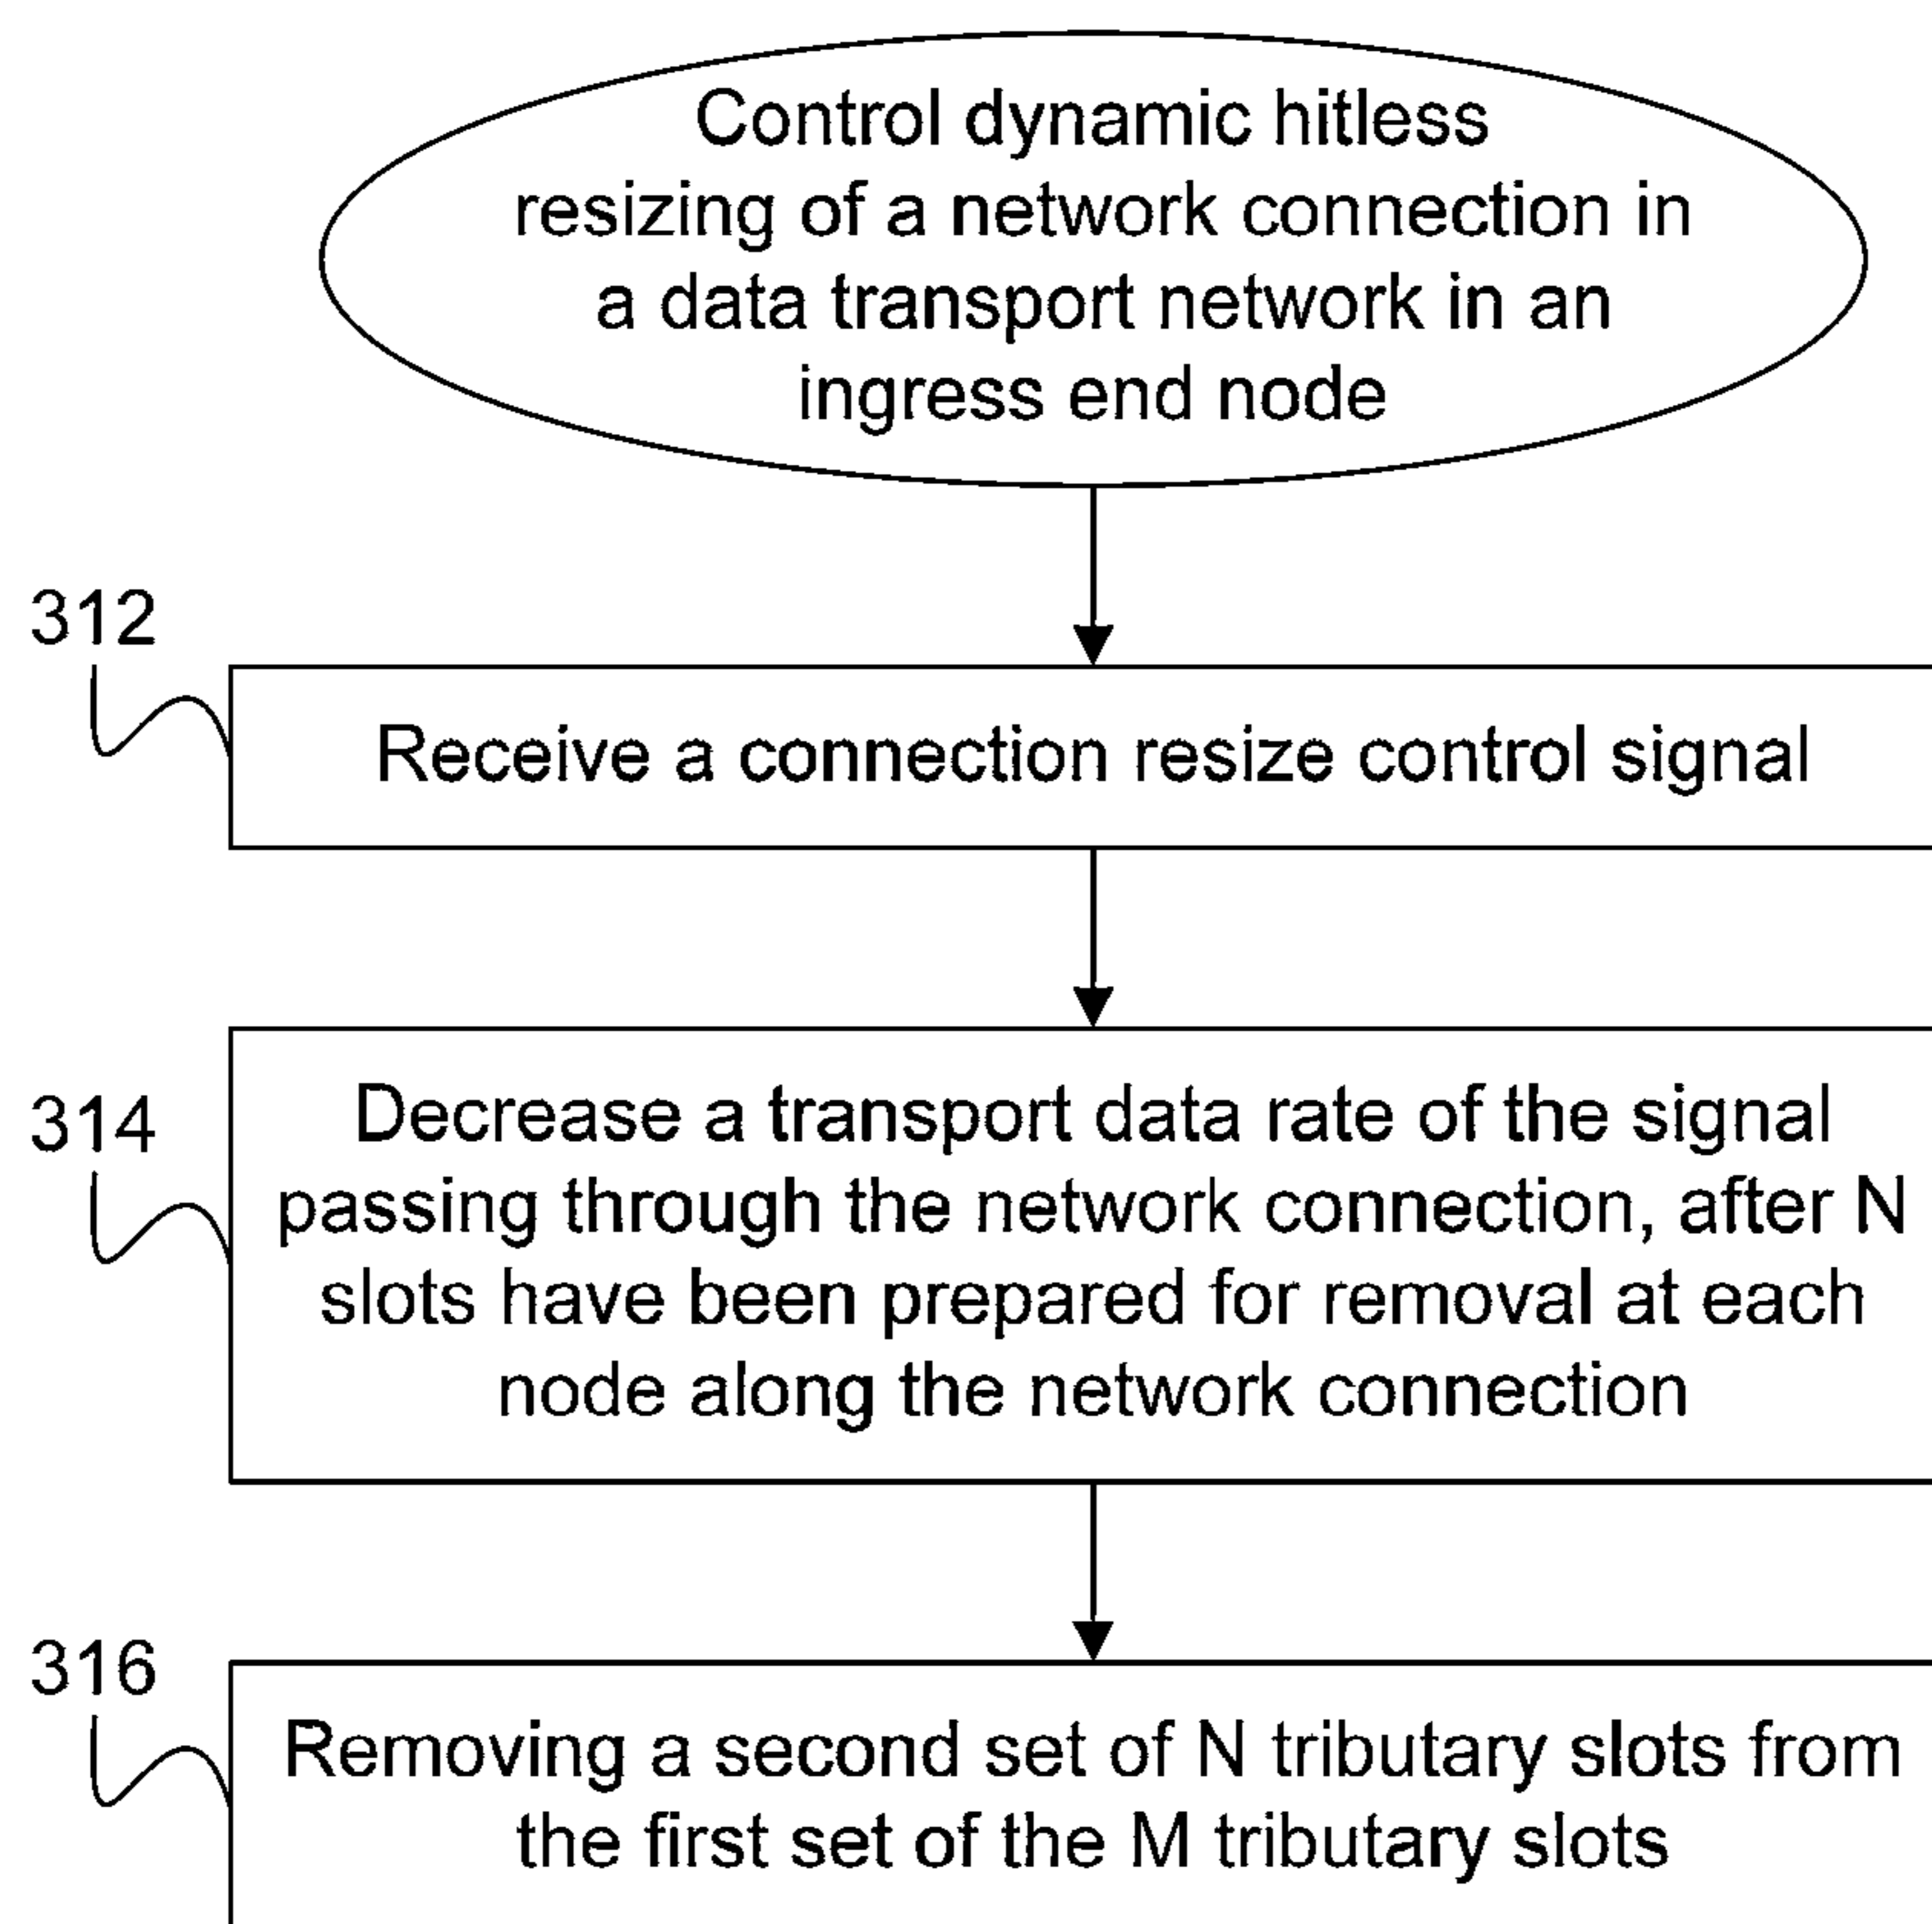 Control dynamic hitless
resizing of a network connection in
a data transport network in an
ingress end node
312
Receive a connection resize control signal
314
Decrease a transport data rate of the signal
passing through the network connection, after N
slots have been prepared for removal at each
node along the network connection
316
Removing a second set of N tributary slots from
the first set of the M tributary slots